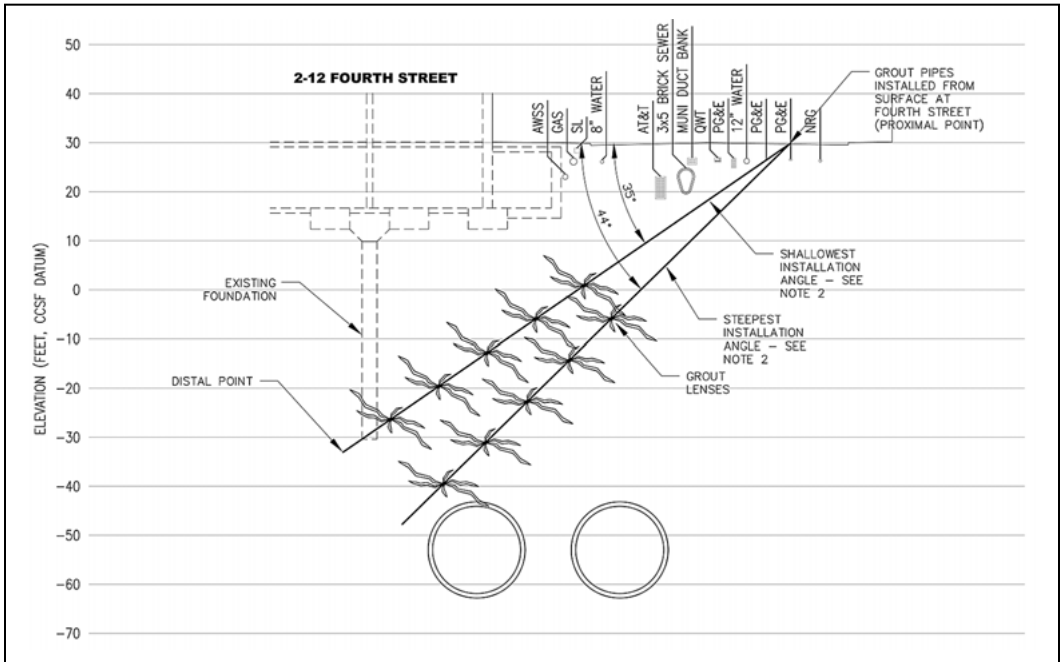 50
40
30
20
10
0
-10
-20
-30
-40
-50
-60
-70
ELEVATION (FEET, CCSF DATUM)
2-12 FOURTH STREET
AWSS
GAS
SL
8" WATER
AT&T
3x5 BRICK SEWER
MUNI DUCT BANK
QWT
PG&E
12" WATER
PG&E
PG&E
NRG
GROUT PIPES
INSTALLED FROM
SURFACE AT
FOURTH STREET
(PROXIMAL POINT)
35°
44°
SHALLOWEST
INSTALLATION
ANGLE – SEE
NOTE 2
EXISTING
FOUNDATION
STEEPEST
INSTALLATION
ANGLE – SEE
NOTE 2
GROUT
LENSES
DISTAL POINT